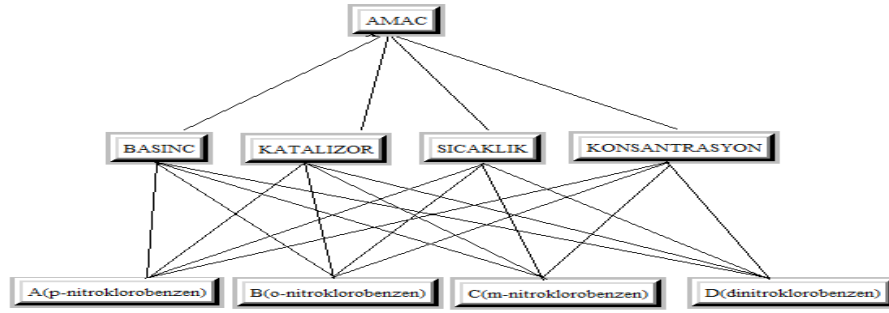 AMAC
BASINC
KATALIZOR
SICAKLIK
KONSANTRASYON
A(p-nitroklorobenzen)
B(o-nitroklorobenzen)
C(m-nitroklorobenzen)
D(dinitroklorobenzen)